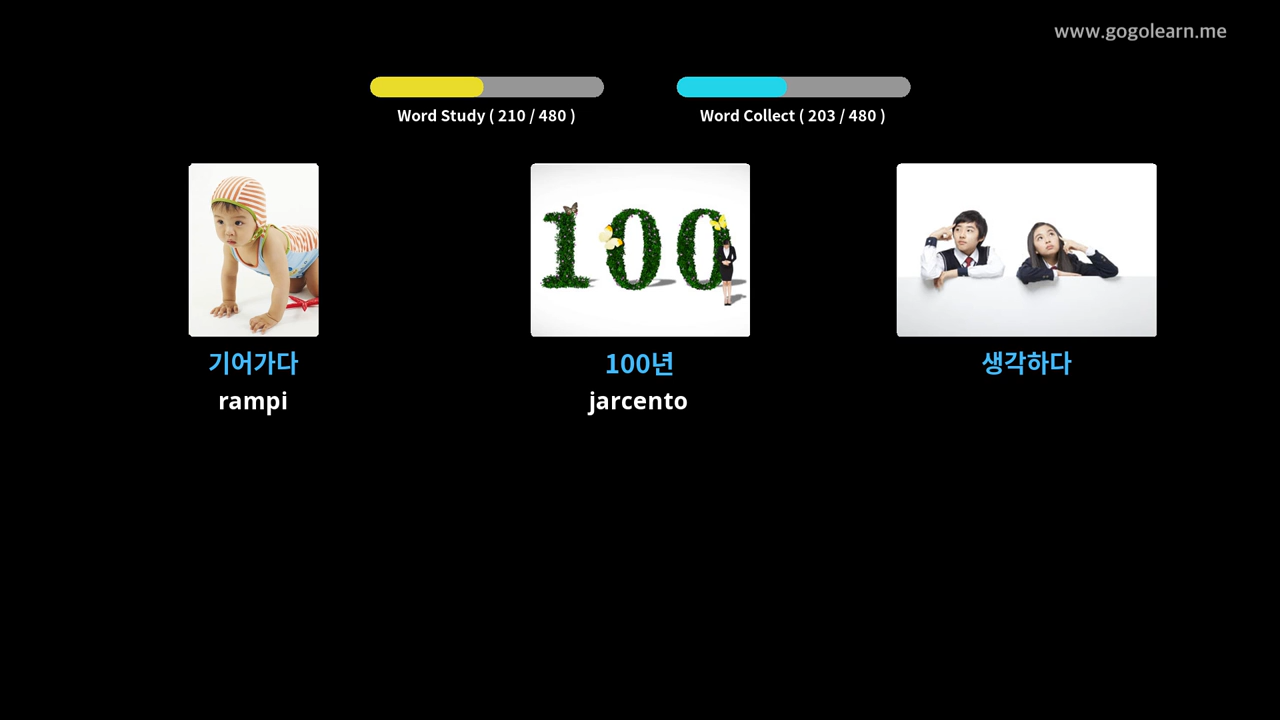 www.gogolearn.me
Word Study ( 210 / 480 )
Word Collect ( 203 / 480 )
100
기어가다
rampi
100년
jarcento
생각하다